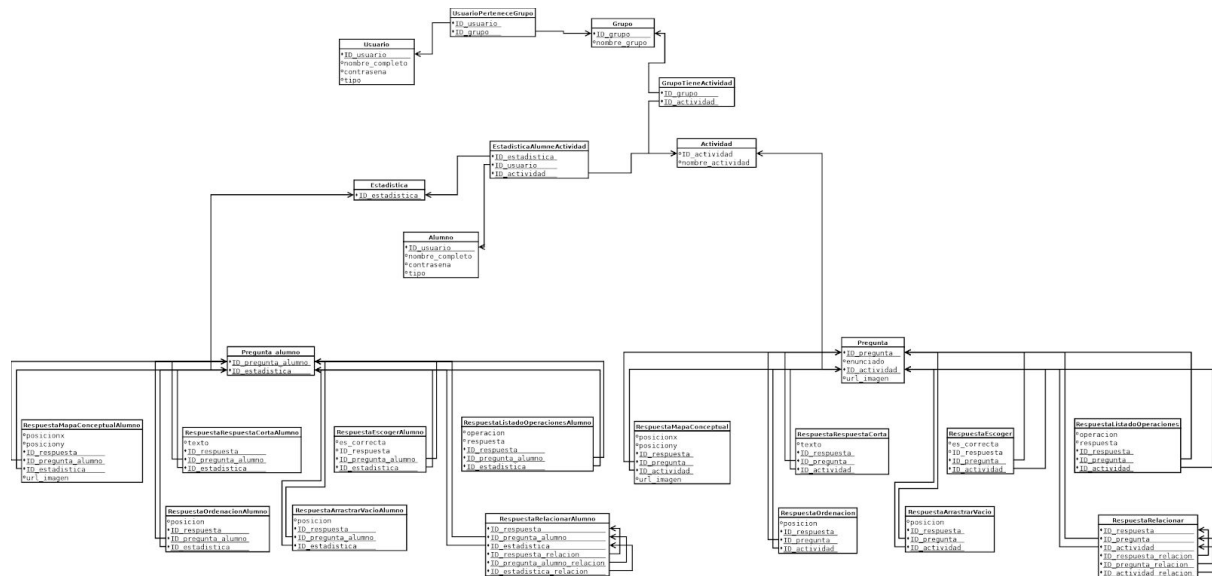 UsuarioPerteneceGrupo
ID_usuario
ID_grupo
Grupo
ID_grupo
nombre_grupo
Usuario
ID_usuario
nombre_completo
contrasena
tipo
GrupoTieneActividad
ID_grupo
ID_actividad
EstadisticaAlumneActividad
ID_estadistica
ID_usuario
ID_actividad
Actividad
ID_actividad
nombre_actividad
Estadistica
ID_estadistica
Alumno
ID_usuario
nombre_completo
contrasena
tipo
Pregunta_alumno
ID_pregunta_alumno
ID_estadistica
Pregunta
ID_pregunta
enunciado
ID_actividad
url_imagen
RespuestaMapaConceptualAlumno
posicionx
posiciony
ID_respuesta
ID_pregunta_alumno
ID_estadistica
url_imagen
RespuestaRespuestaCortaAlumno
texto
ID_respuesta
ID_pregunta_alumno
ID_estadistica
RespuestaEscogerAlumno
es_correcta
ID_respuesta
ID_pregunta_alumno
ID_estadistica
RespuestaListadoOperacionesAlumno
operacion
respuesta
ID_respuesta
ID_pregunta_alumno
ID_estadistica
RespuestaMapaConceptual
posicionx
posiciony
ID_respuesta
ID_pregunta
ID_actividad
url_imagen
RespuestaRespuestaCorta
texto
ID_respuesta
ID_pregunta
ID_actividad
RespuestaEscoger
es_correcta
ID_respuesta
ID_pregunta
ID_actividad
RespuestaListadoOperaciones
operacion
respuesta
ID_respuesta
ID_pregunta
ID_actividad
RespuestaOrdenacionAlumno
posicion
ID_respuesta
ID_pregunta_alumno
ID_estadistica
RespuestaArrastrarVacioAlumno
posicion
ID_respuesta
ID_pregunta_alumno
ID_estadistica
RespuestaRelacionarAlumno
ID_respuesta
ID_pregunta_alumno
ID_estadistica
ID_respuesta_relacion
ID_pregunta_alumno_relacion
ID_estadistica_relacion
RespuestaOrdenacion
posicion
ID_respuesta
ID_pregunta
ID_actividad
RespuestaArrastrarVacio
posicion
ID_respuesta
ID_pregunta
ID_actividad
RespuestaRelacionar
ID_respuesta
ID_pregunta
ID_actividad
ID_respuesta_relacion
ID_pregunta_relacion
ID_actividad_relacion